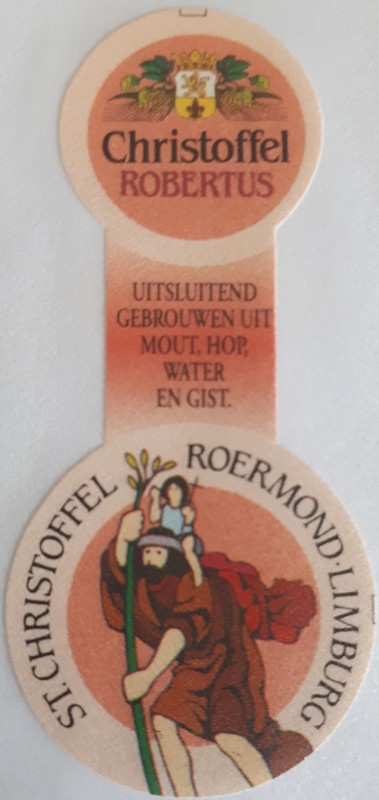 Christoffel
ROBERTUS
UITSLUITEND
GEBROUWEN UIT
MOUT, HOP,
WATER
EN GIST.
ST. CHRISTOFFEL ROERMOND·LIMBURG